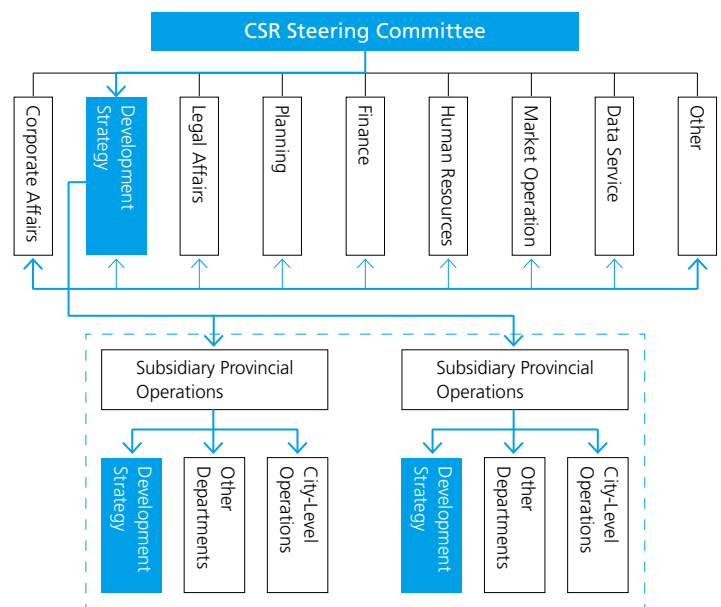 CSR Steering Committee
Corporate Affairs
Development
Strategy
Legal Affairs
Planning
Finance
Human Resources
Market Operation
Data Service
Other
Subsidiary Provincial
Operations
Subsidiary Provincial
Operations
Development
Strategy
Other
Departments
City-Level
Operations
Development
Strategy
Other
Departments
City-Level
Operations